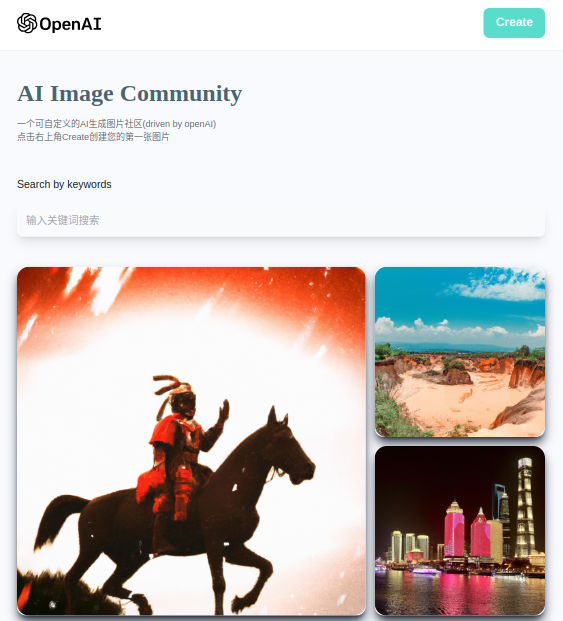 OpenAI
Create
AI Image Community
一个可自定义的AI生成图片社区(driven by openAI)
点击右上角Create创建您的第一张图片
Search by keywords
输入关键词搜索